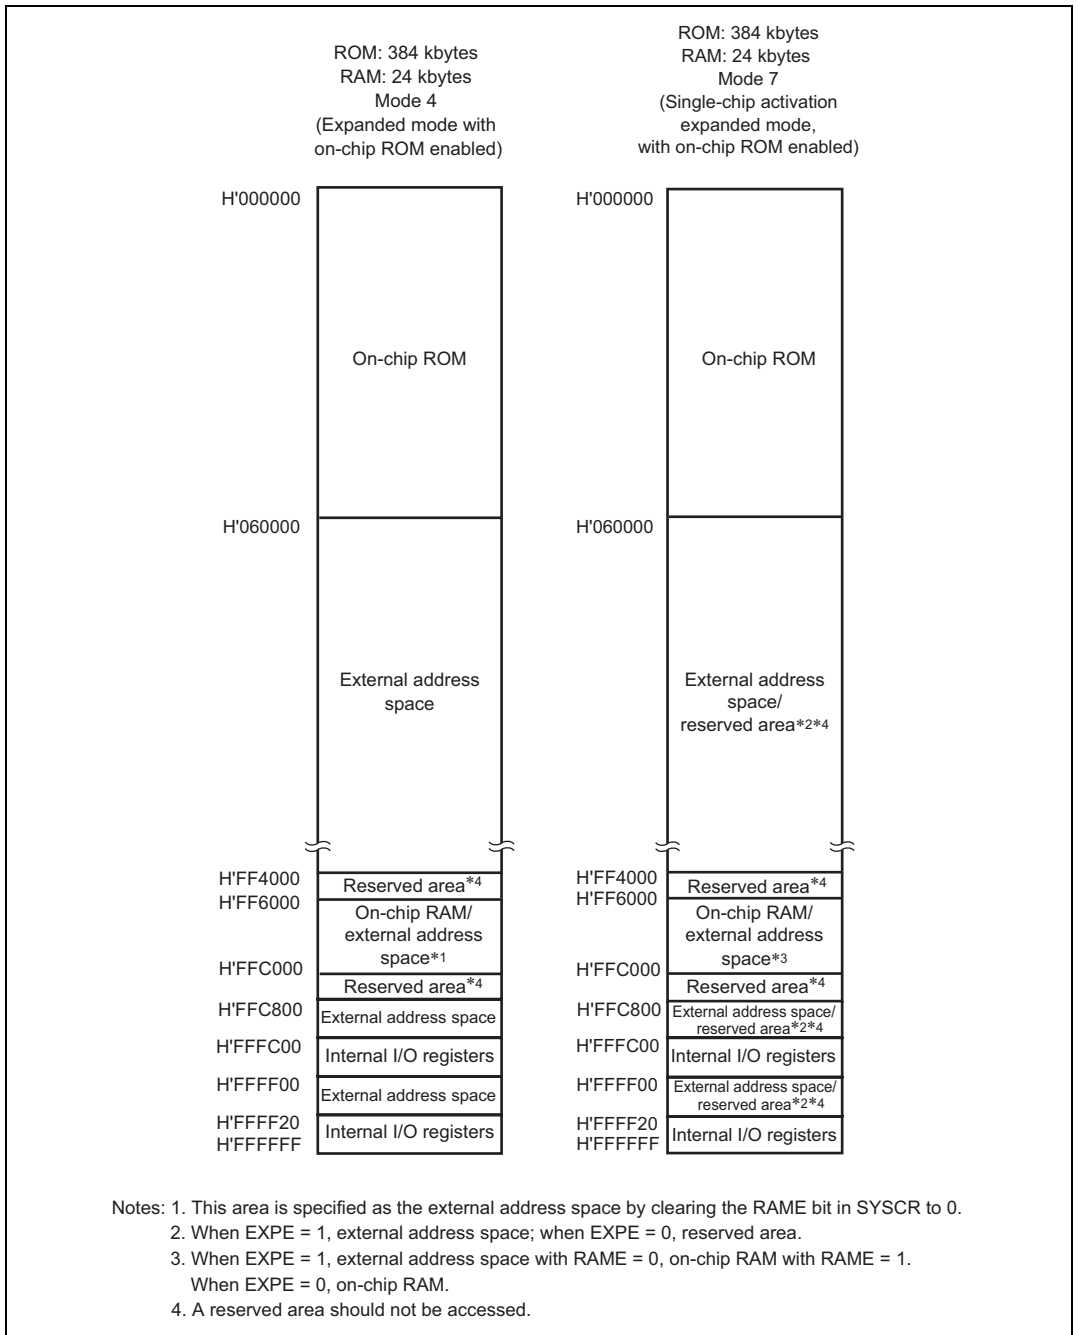 ROM: 384 kbytes
RAM: 24 kbytes
Mode 4
(Expanded mode with
on-chip ROM enabled)
H'000000
On-chip ROM
H'060000
External address
space
H'FF4000
Reserved area*4
H'FF6000
On-chip RAM/
external address
space*1
H'FFC000
Reserved area*4
H'FFC800
External address space
H'FFFC00
Internal I/O registers
H'FFFF00
External address space
H'FFFF20
Internal I/O registers
H'FFFFFF
ROM: 384 kbytes
RAM: 24 kbytes
Mode 7
(Single-chip activation
expanded mode,
with on-chip ROM enabled)
H'000000
On-chip ROM
H'060000
External address
space/
reserved area*2*4
H'FF4000
Reserved area*4
H'FF6000
On-chip RAM/
external address
space*3
H'FFC000
Reserved area*4
H'FFC800
External address space/
reserved area*2*4
H'FFFC00
Internal I/O registers
H'FFFF00
External address space/
reserved area*2*4
H'FFFF20
Internal I/O registers
H'FFFFFF
Notes: 1. This area is specified as the external address space by clearing the RAME bit in SYSCR to 0.
2. When EXPE = 1, external address space; when EXPE = 0, reserved area.
3. When EXPE = 1, external address space with RAME = 0, on-chip RAM with RAME = 1.
When EXPE = 0, on-chip RAM.
4. A reserved area should not be accessed.